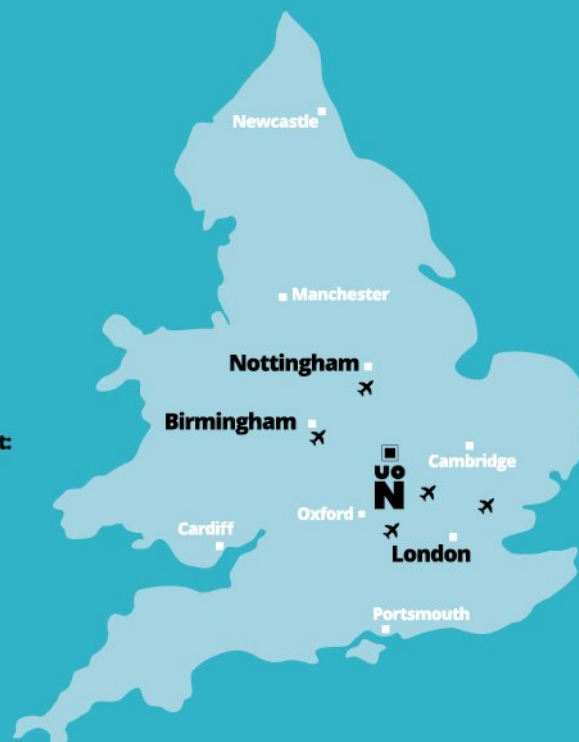 Newcastle
Manchester
Nottingham
Birmingham
t:
Cambridge
UO
N
Oxford
Cardiff
London
Portsmouth